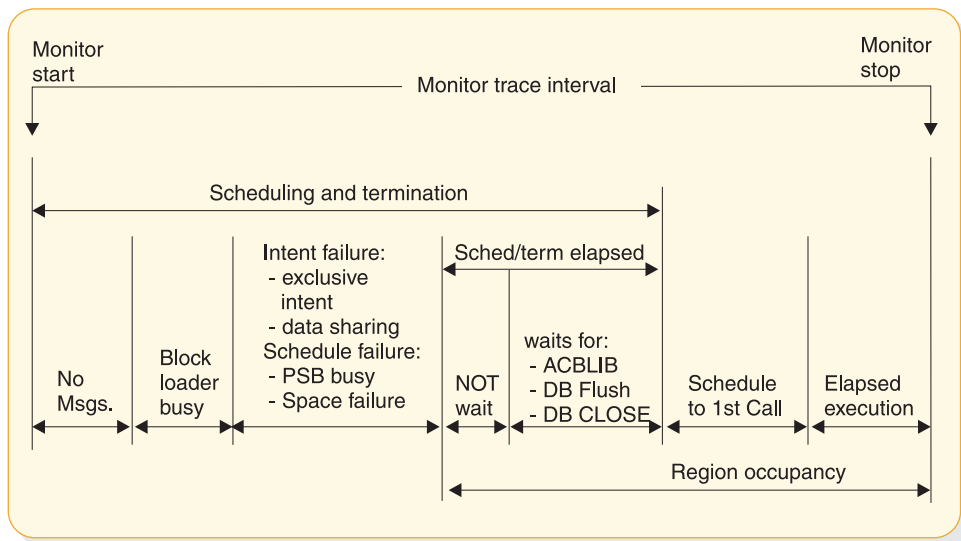 Monitor
start
Monitor
stop
Monitor trace interval
Scheduling and termination
Intent failure:
- exclusive
intent
- data sharing
Schedule failure:
- PSB busy
- Space failure
Sched/term elapsed
No
Msgs.
Block
loader
busy
NOT
wait
waits for:
- ACBLIB
- DB Flush
- DB CLOSE
Schedule
to 1st Call
Elapsed
execution
Region occupancy